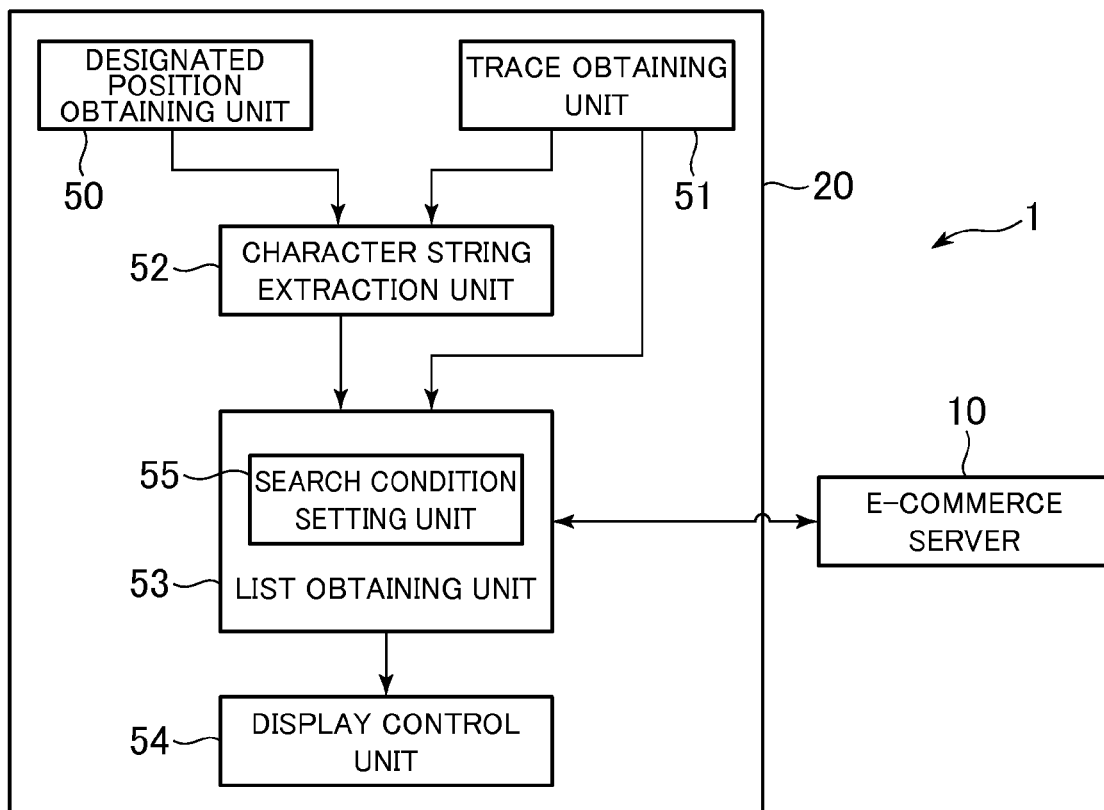 DESIGNATED
POSITION
OBTAINING UNIT
TRACE OBTAINING
UNIT
50
51
20
1
52
CHARACTER STRING
EXTRACTION UNIT
10
55
SEARCH CONDITION
SETTING UNIT
E-COMMERCE
SERVER
53
LIST OBTAINING UNIT
54
DISPLAY CONTROL
UNIT